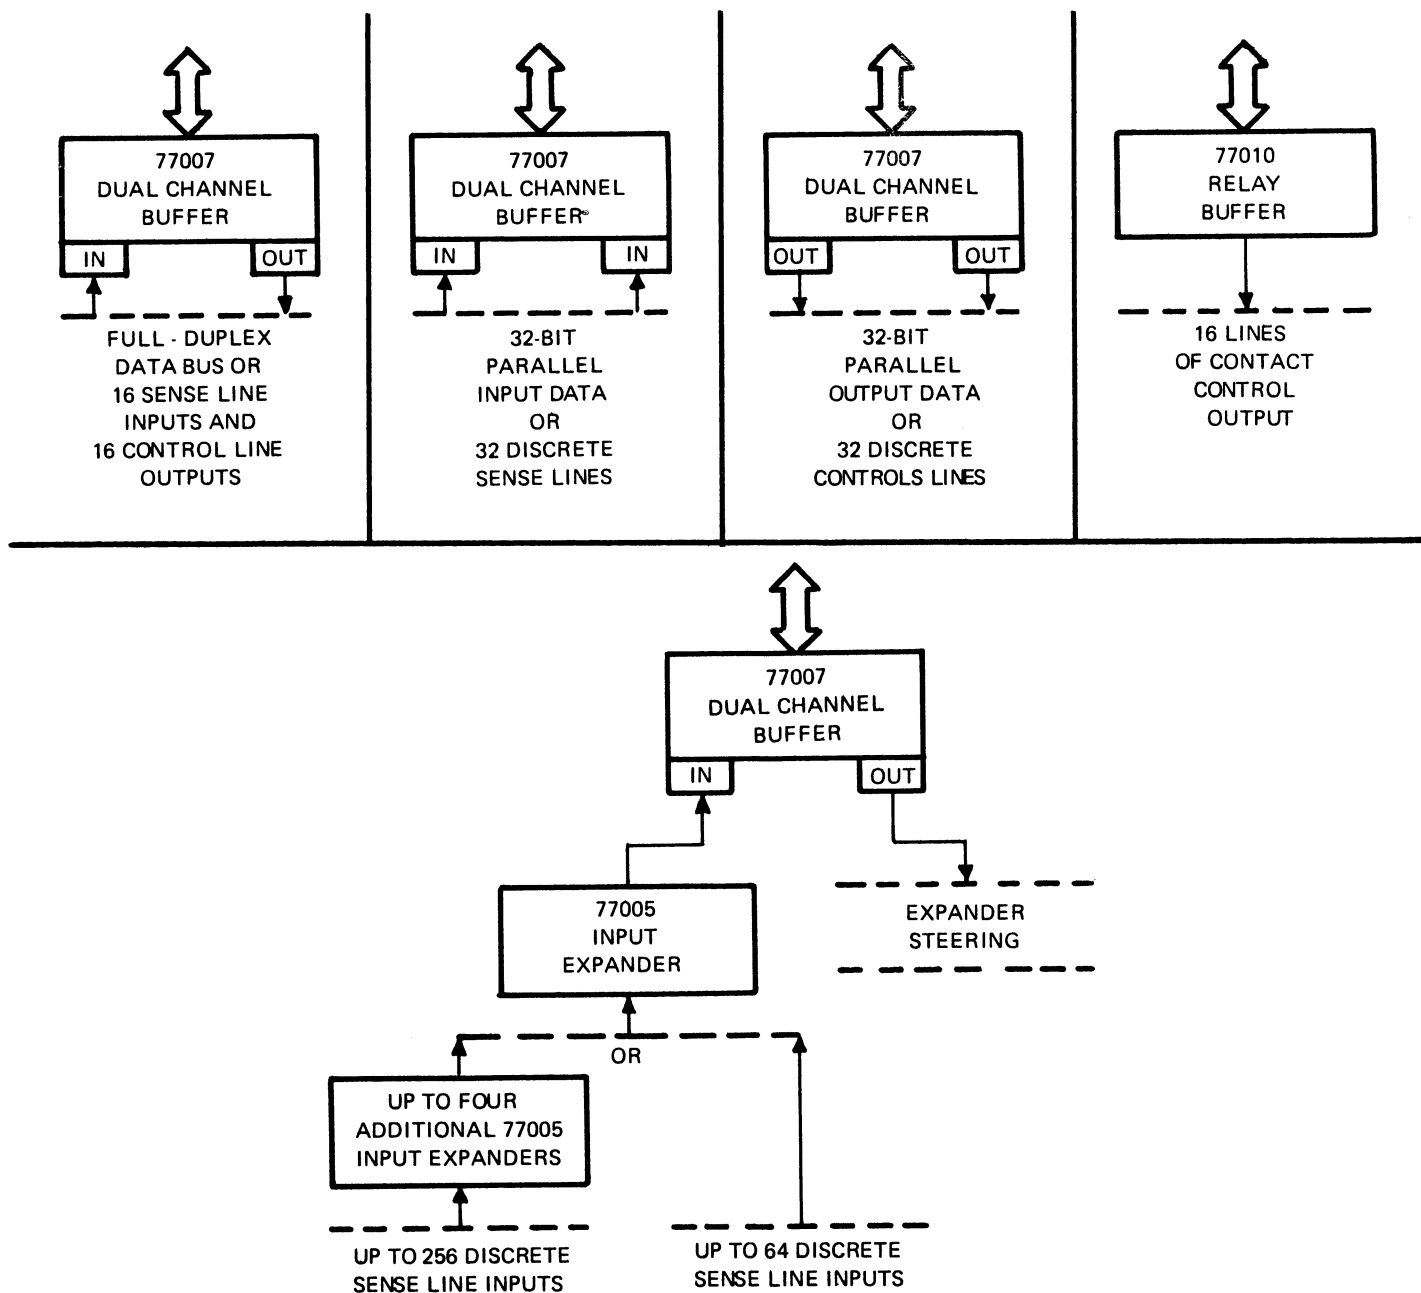 77007
DUAL CHANNEL
BUFFER
IN
OUT
FULL - DUPLEX
DATA BUS OR
16 SENSE LINE
INPUTS AND
16 CONTROL LINE
OUTPUTS
77007
DUAL CHANNEL
BUFFER
IN
IN
32-BIT
PARALLEL
INPUT DATA
OR
32 DISCRETE
SENSE LINES
77007
DUAL CHANNEL
BUFFER
OUT
OUT
32-BIT
PARALLEL
OUTPUT DATA
OR
32 DISCRETE
CONTROLS LINES
77010
RELAY
BUFFER
16 LINES
OF CONTACT
CONTROL
OUTPUT
77007
DUAL CHANNEL
BUFFER
IN
OUT
77005
INPUT
EXPANDER
EXPANDER
STEERING
OR
UP TO FOUR
ADDITIONAL 77005
INPUT EXPANDERS
UP TO 256 DISCRETE
SENSE LINE INPUTS
UP TO 64 DISCRETE
SENSE LINE INPUTS